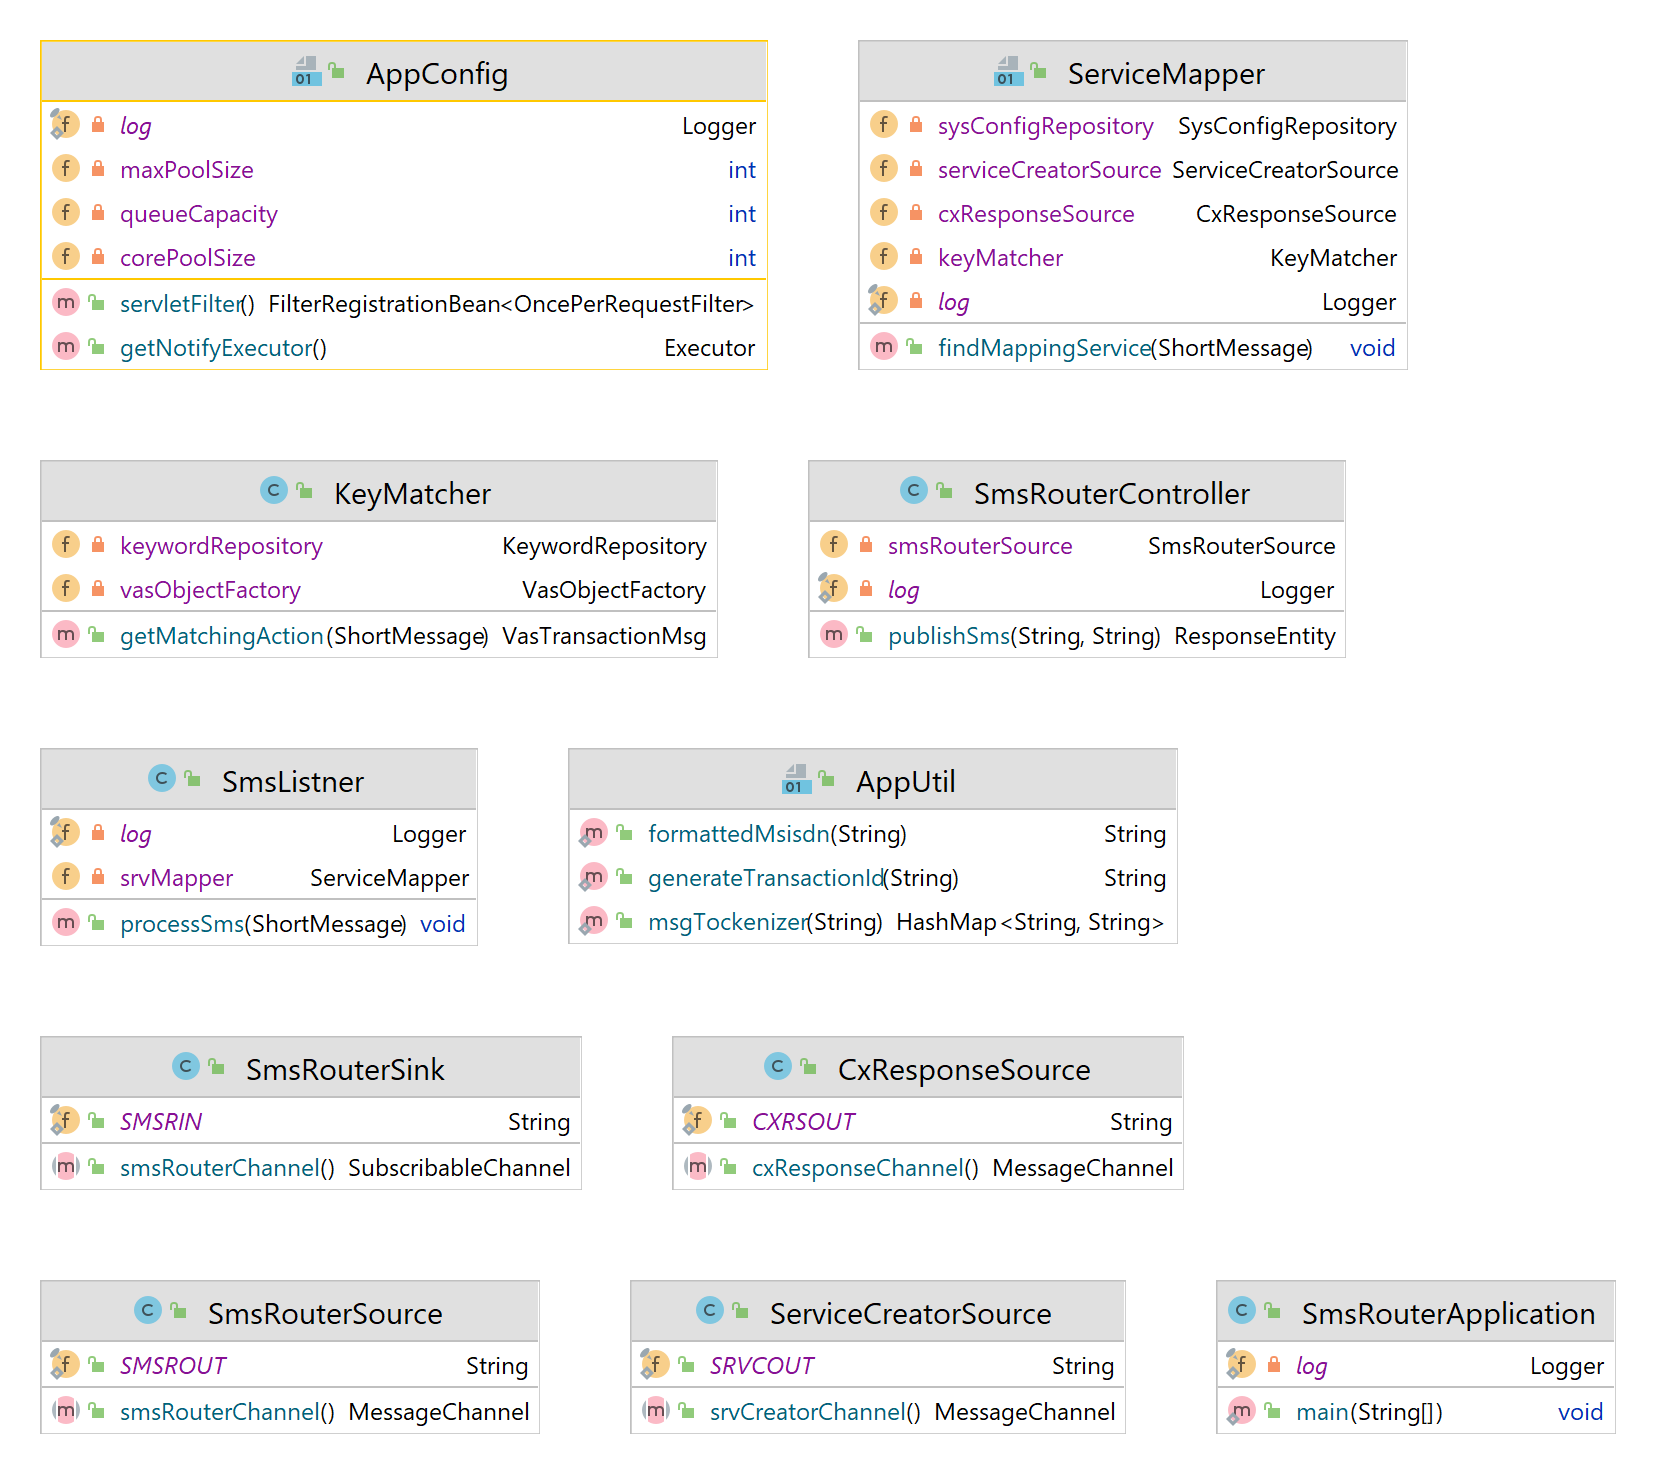 AppConfig
log Logger
maxPoolSize int
queueCapacity int
corePoolSize int
servletFilter() FilterRegistrationBean<OncePerRequestFilter>
getNotifyExecutor() Executor
ServiceMapper
sysConfigRepository SysConfigRepository
serviceCreatorSource ServiceCreatorSource
cxResponseSource CxResponseSource
keyMatcher KeyMatcher
log Logger
findMappingService(ShortMessage) void
KeyMatcher
keywordRepository KeywordRepository
vasObjectFactory VasObjectFactory
getMatchingAction(ShortMessage) VasTransactionMsg
SmsRouterController
smsRouterSource SmsRouterSource
log Logger
publishSms(String, String) ResponseEntity
SmsListner
log Logger
srvMapper ServiceMapper
processSms(ShortMessage) void
AppUtil
formattedMsisdn(String) String
generateTransactionId(String) String
msgTockenizer(String) HashMap<String, String>
SmsRouterSink
SMSRIN String
smsRouterChannel() SubscribableChannel
CxResponseSource
CXRSOUT String
cxResponseChannel() MessageChannel
SmsRouterSource
SMSROUT String
smsRouterChannel() MessageChannel
ServiceCreatorSource
SRVCOUT String
srvCreatorChannel() MessageChannel
SmsRouterApplication
log Logger
main(String[]) void